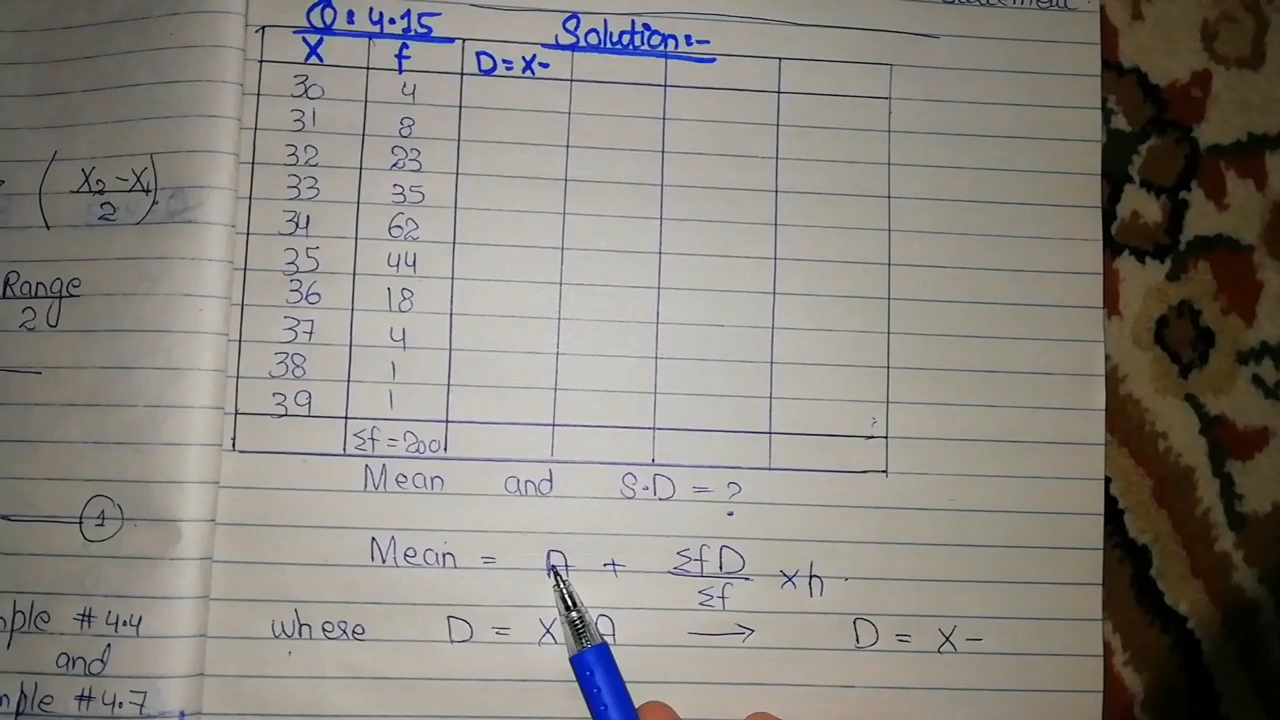 Q: 4.15 Solution:-
X f D = X-
30 4
31 8
32 23
33 35
34 62
35 44
36 18
37 4
38 1
39 1
Σf = 200
Mean and S.D = ?
Mean = A + ΣfD / Σf × h
where D = X A → D = X-
(X2 - X1 / 2)
Range
2
1
#4.4
and
#4.7